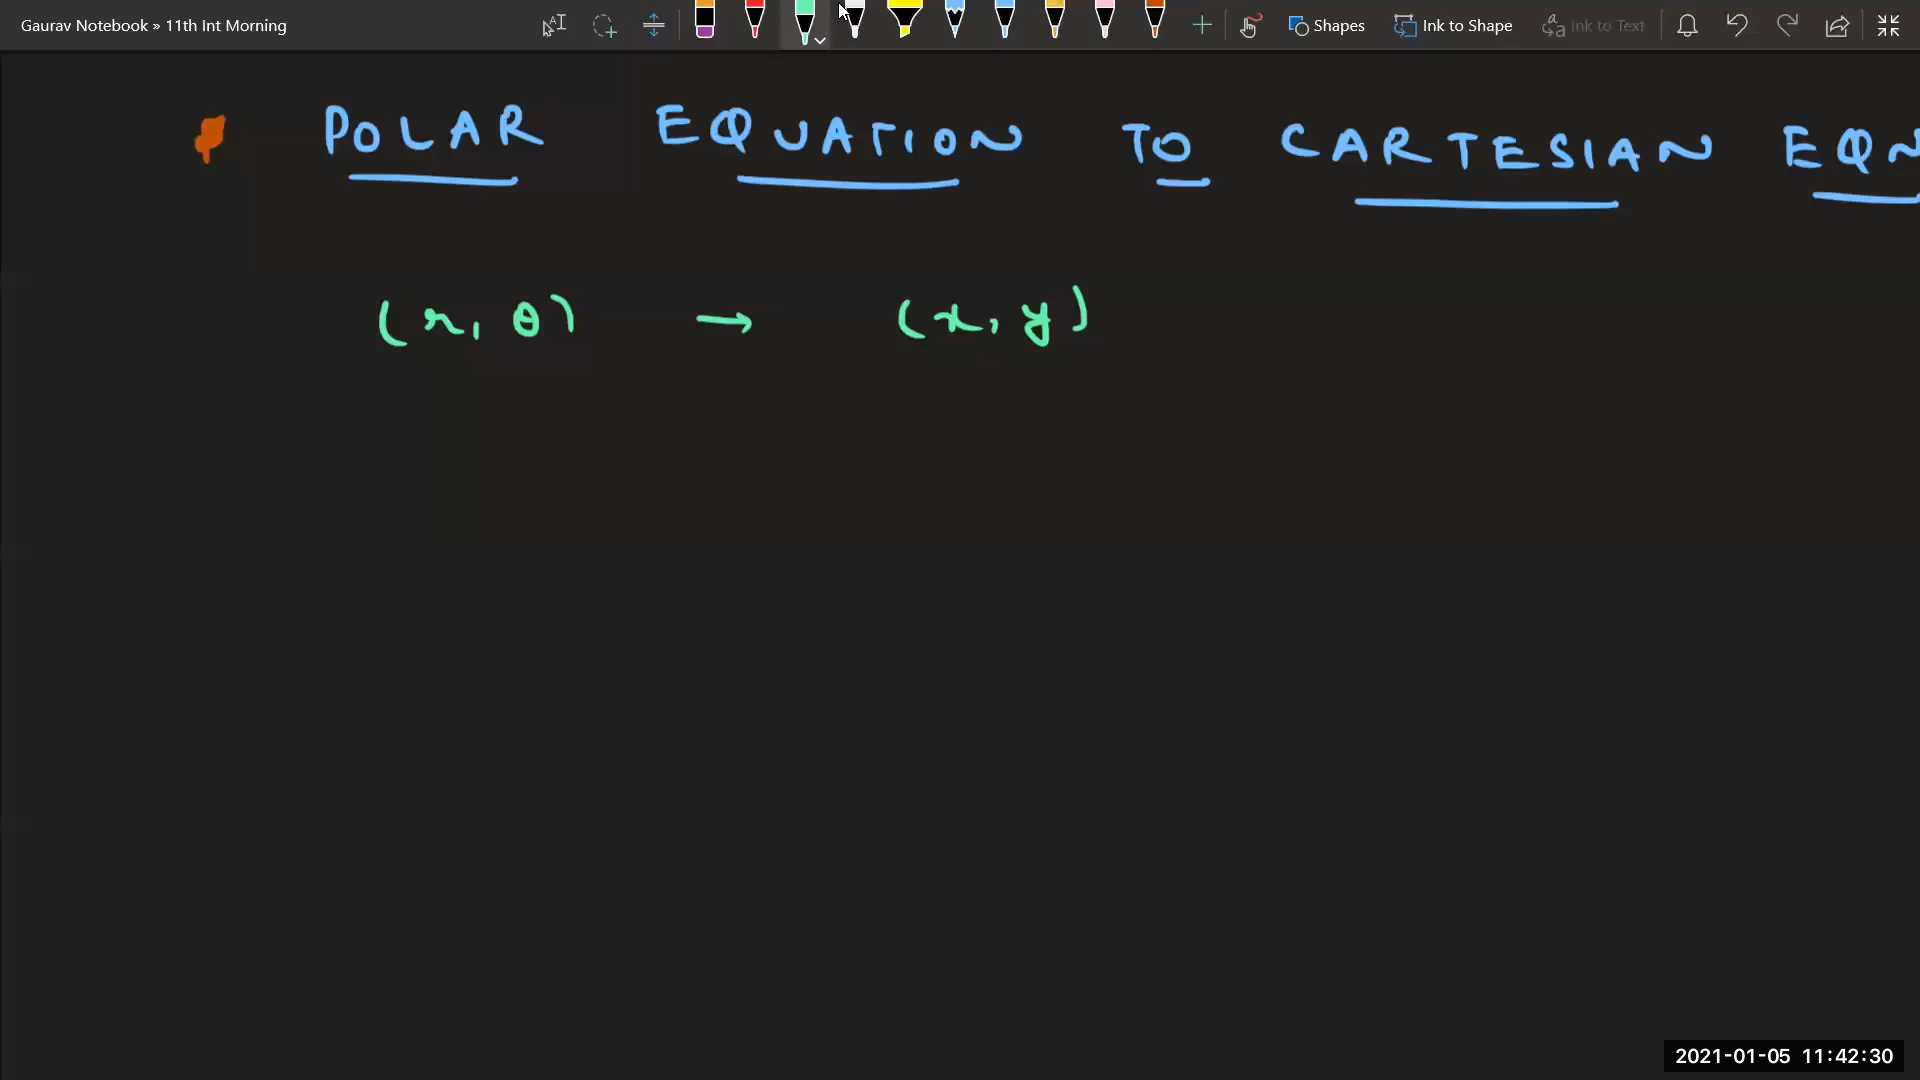 Gaurav Notebook » 11th Int Morning
Shapes
Ink to Shape
Ink to Text
POLAR EQUATION TO CARTESIAN EQN
(r, θ) → (x, y)
2021-01-05 11:42:30